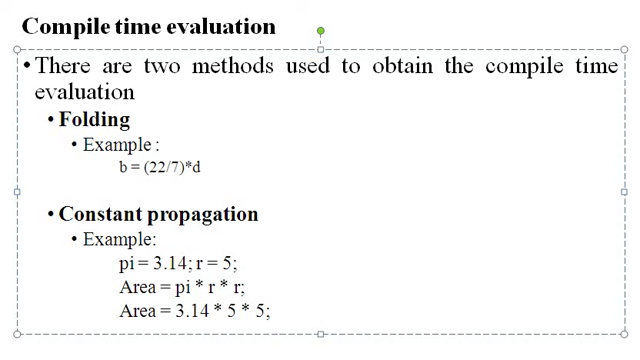 Compile time evaluation
• There are two methods used to obtain the compile time
evaluation
• Folding
• Example :
b = (22/7)*d
• Constant propagation
• Example:
pi = 3.14; r = 5;
Area = pi * r * r;
Area = 3.14 * 5 * 5;